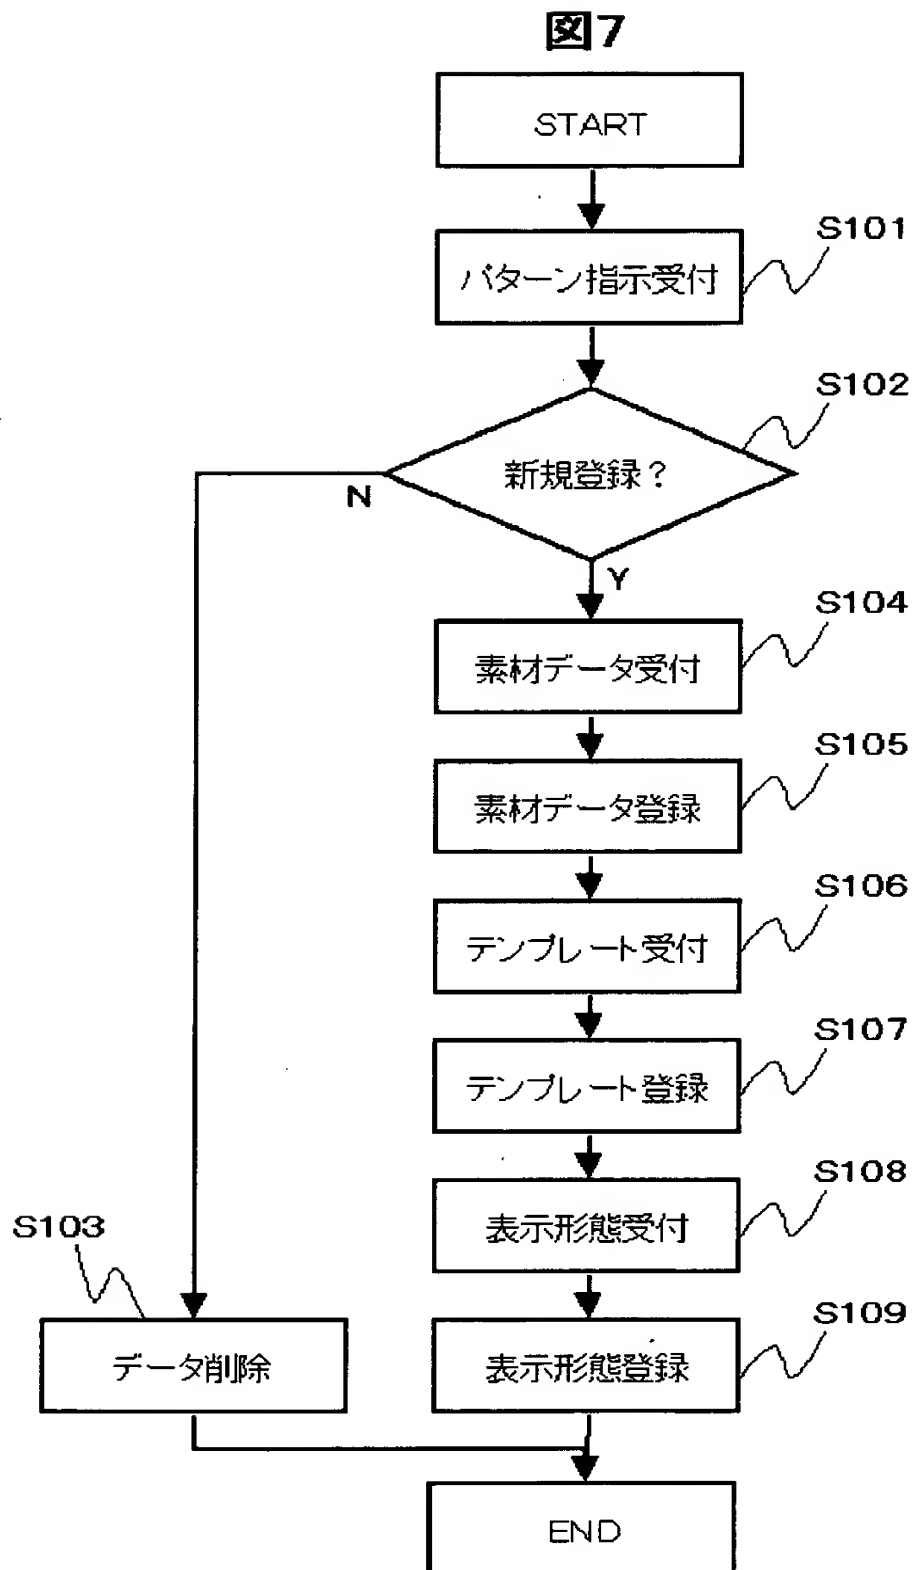 図7
START
S101
パターン指示受付
S102
新規登録？
N
Y
S104
素材データ受付
S105
素材データ登録
S106
テンプレート受付
S107
テンプレート登録
S108
表示形態受付
S103
S109
データ削除
表示形態登録
END